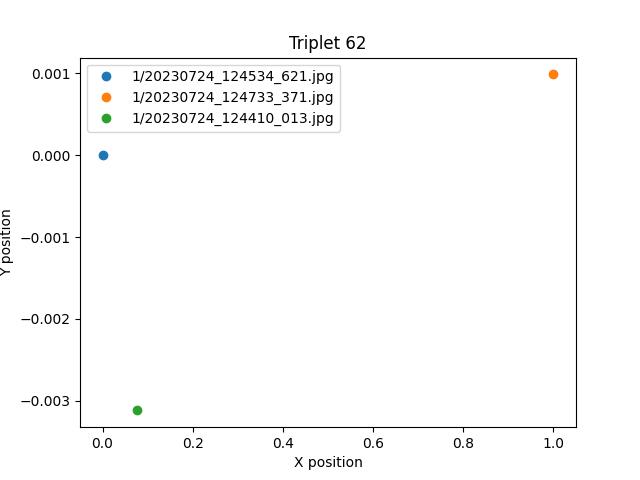 Triplet 62
1/20230724_124534_621.jpg
1/20230724_124733_371.jpg
1/20230724_124410_013.jpg
Y position
0.001
0.000
−0.001
−0.002
−0.003
0.0 0.2 0.4 0.6 0.8 1.0
X position